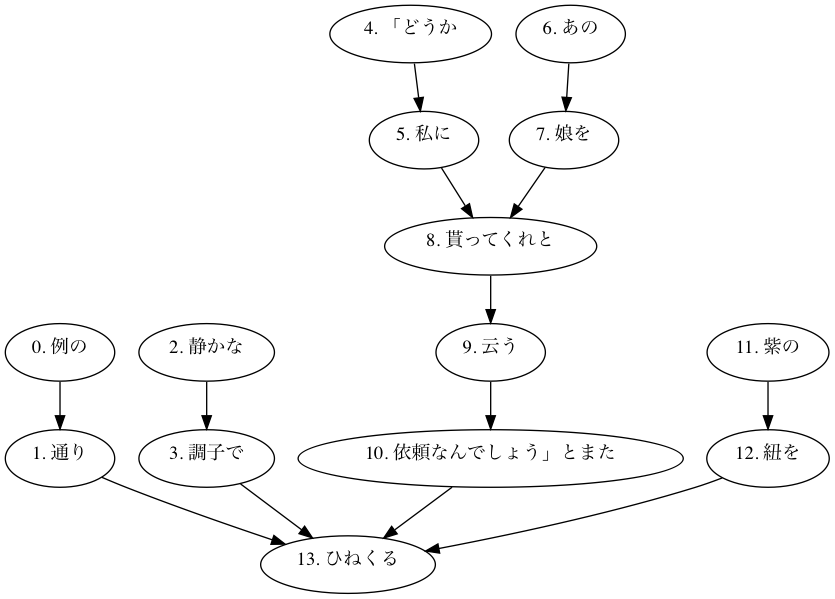 4. 「どうか
6. あの
5. 私に
7. 娘を
8. 貰ってくれと
0. 例の
2. 静かな
9. 云う
11. 紫の
1. 通り
3. 調子で
10. 依頼なんでしょう」とまた
12. 紐を
13. ひねくる